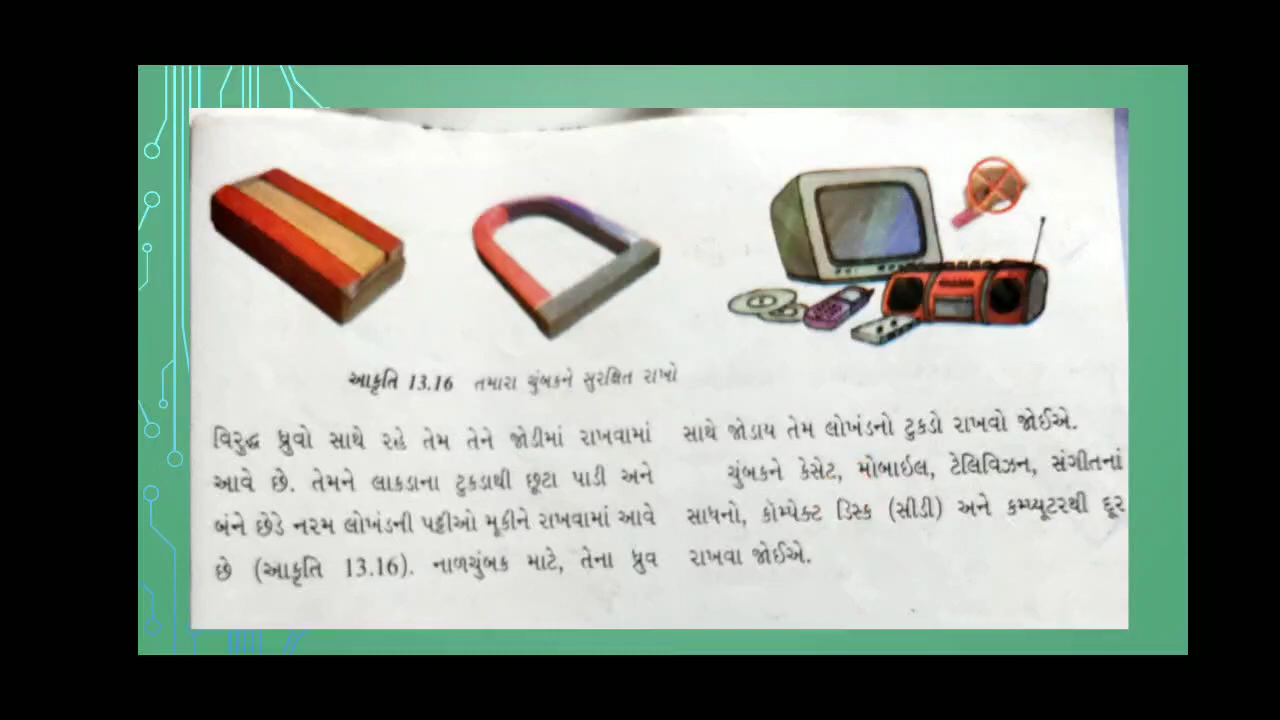 આકૃતિ 13.16 તમારા ચુંબકને સુરક્ષિત રાખો
વિરુદ્ધ ધ્રુવો સાથે રહે તેમ તેને જોડીમાં રાખવામાં
આવે છે. તેમને લાકડાના ટુકડાથી છૂટા પાડી અને
બંને છેડે નરમ લોખંડની પટ્ટીઓ મૂકીને રાખવામાં આવે
છે (આકૃતિ 13.16). નાળચુંબક માટે, તેના ધ્રુવ
સાથે જોડાય તેમ લોખંડનો ટુકડો રાખવો જોઈએ.
ચુંબકને કેસેટ, મોબાઈલ, ટેલિવિઝન, સંગીતનાં
સાધનો, કૉમ્પેક્ટ ડિસ્ક (સીડી) અને કમ્પ્યૂટરથી દૂર
રાખવા જોઈએ.